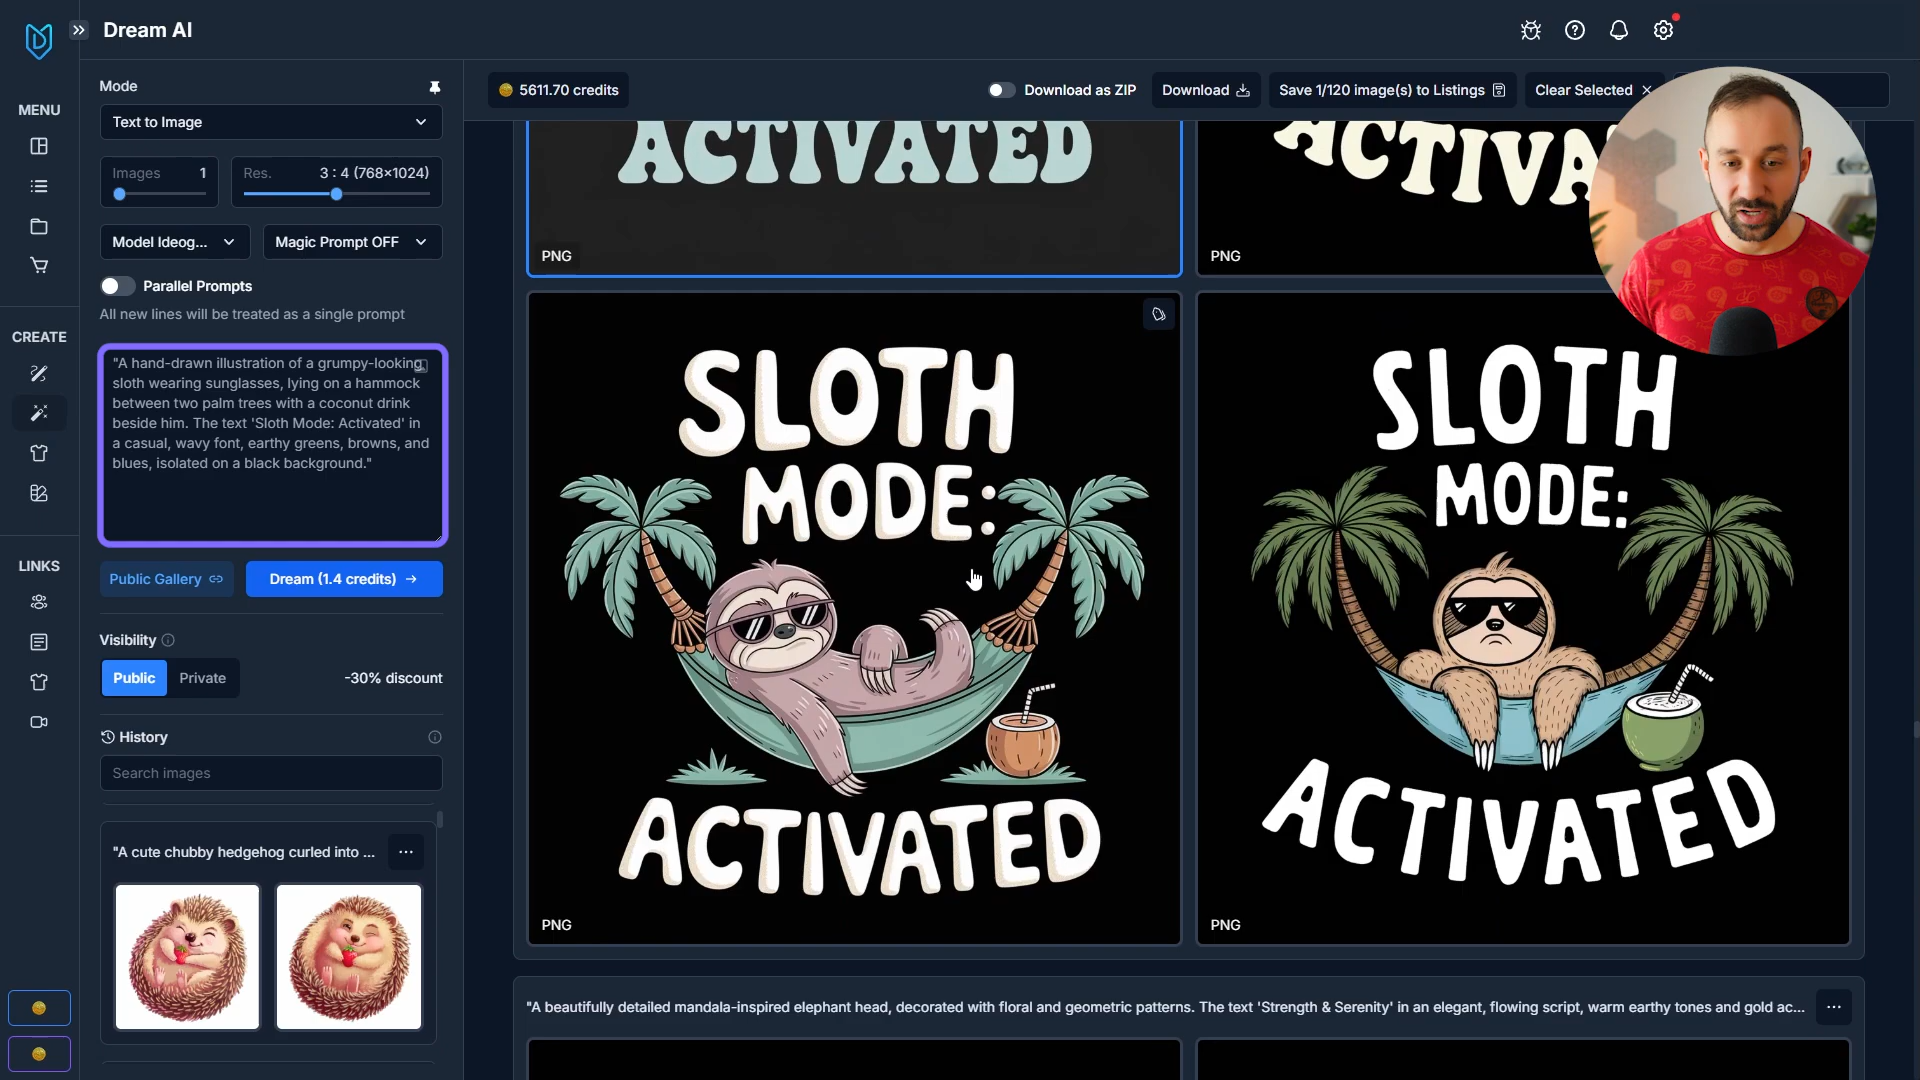 Dream AI
MENU
CREATE
LINKS
Mode
Text to Image
Images 1
Res. 3 : 4 (768×1024)
Model Ideog...
Magic Prompt OFF
Parallel Prompts
All new lines will be treated as a single prompt
"A hand-drawn illustration of a grumpy-looking
sloth wearing sunglasses, lying on a hammock
between two palm trees with a coconut drink
beside him. The text 'Sloth Mode: Activated' in
a casual, wavy font, earthy greens, browns, and
blues, isolated on a black background."
Public Gallery
Dream (1.4 credits)
Visibility
Public
Private
-30% discount
History
Search images
"A cute chubby hedgehog curled into ...
5611.70 credits
Download as ZIP
Download
Save 1/120 image(s) to Listings
Clear Selected
ACTIVATED
PNG
PNG
SLOTH
MODE:
ACTIVATED
PNG
SLOTH
MODE:
ACTIVATED
PNG
"A beautifully detailed mandala-inspired elephant head, decorated with floral and geometric patterns. The text 'Strength & Serenity' in an elegant, flowing script, warm earthy tones and gold ac...